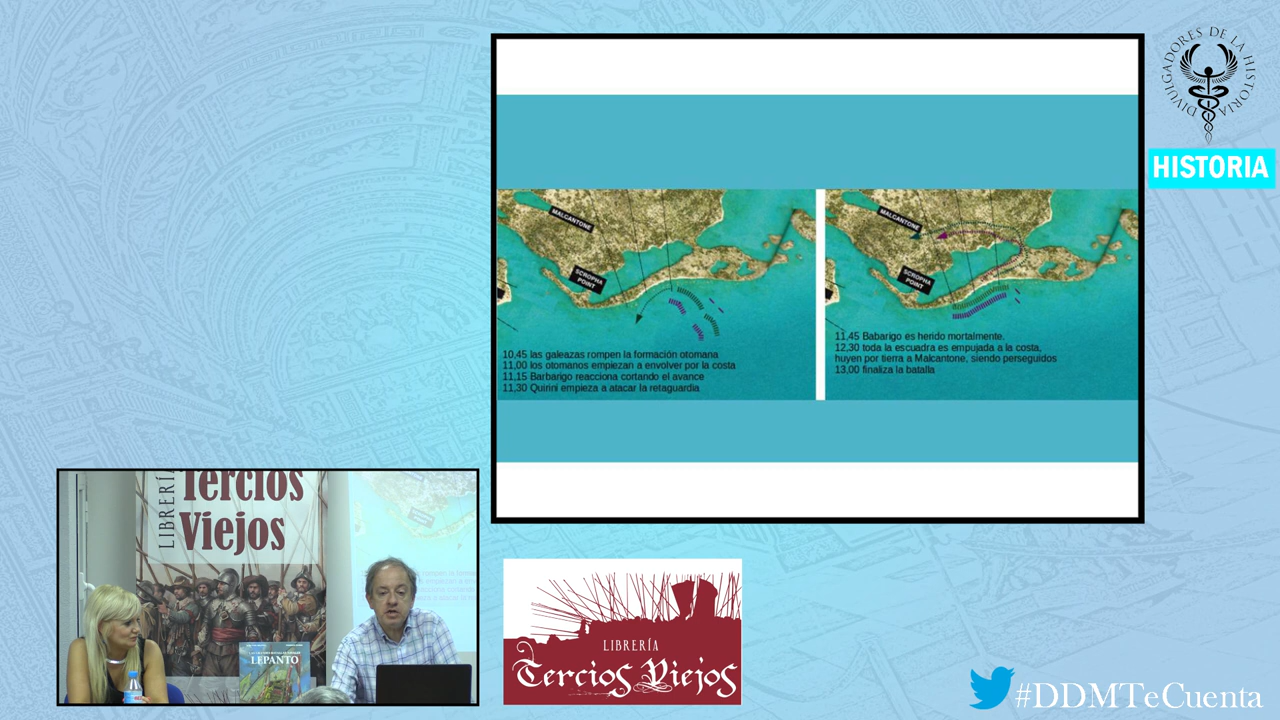 DIVULGADORES DE LA HISTORIA
HISTORIA
MALCANTONE
SCROPHA
POINT
10,45 las galeazas rompen la formación otomana
11,00 los otomanos empiezan a envolver por la costa
11,15 Barbarigo reacciona cortando el avance
11,30 Quirini empieza a atacar la retaguardia
MALCANTONE
SCROPHA
POINT
11,45 Babarigo es herido mortalmente.
12,30 toda la escuadra es empujada a la costa,
huyen por tierra a Malcantone, siendo perseguidos
13,00 finaliza la batalla
LIBRERÍA
Tercios
Viejos
LEPANTO
LIBRERÍA
Tercios Viejos
#DDMTeCuenta